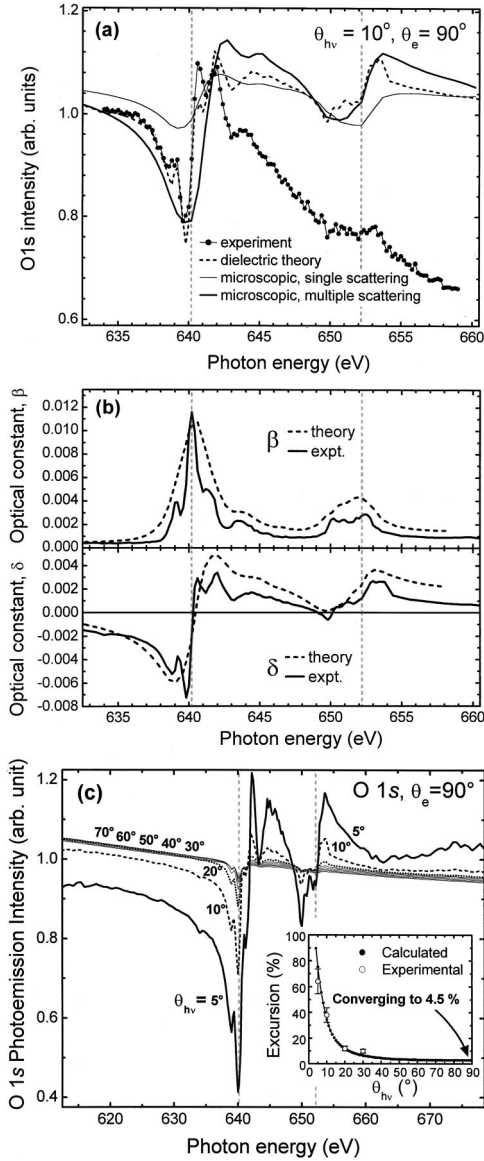 (a)
θhν = 10°, θe = 90°
1.2
1.0
0.8
0.6
O1s intensity (arb. units)
experiment
dielectric theory
microscopic, single scattering
microscopic, multiple scattering
635 640 645 650 655 660
Photon energy (eV)
(b)
0.012
0.010
0.008
0.006
0.004
0.002
0.000
Optical constant, β
β
theory
expt.
0.004
0.002
0.000
-0.002
-0.004
-0.006
-0.008
Optical constant, δ
δ
theory
expt.
635 640 645 650 655 660
Photon energy (eV)
(c)
O 1s, θe=90°
1.2
1.0
0.8
0.6
0.4
O 1s Photoemission Intensity (arb. unit)
70° 60° 50° 40° 30°
20°
10°
θhν = 5°
5°
10°
100
80
60
40
20
0
Excursion (%)
Calculated
Experimental
Converging to 4.5 %
0 10 20 30 40 50 60 70 80 90
θhν (°)
620 630 640 650 660 670
Photon energy (eV)